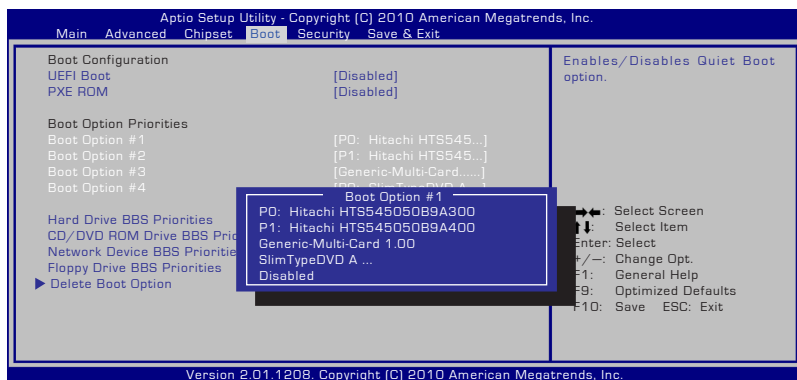 Aptio Setup Utility - Copyright (C) 2010 American Megatrends, Inc.
Main Advanced Chipset Boot Security Save & Exit
Boot Configuration
UEFI Boot [Disabled]
PXE ROM [Disabled]
Boot Option Priorities
Boot Option #1 [P0: Hitachi HTS545...]
Boot Option #2 [P1: Hitachi HTS545...]
Boot Option #3 [Generic-Multi-Card......]
Boot Option #4
Hard Drive BBS Priorities
CD/DVD ROM Drive BBS
Network Device BBS
Floppy Drive BBS Priorities
Delete Boot Option
Boot Option #1
P0: Hitachi HTS545050B9A300
P1: Hitachi HTS545050B9A400
Generic-Multi-Card 1.00
SlimTypeDVD A ...
Disabled
Enables/Disables Quiet Boot
option.
→←: Select Screen
↑↓: Select Item
Enter: Select
+/−: Change Opt.
F1: General Help
F9: Optimized Defaults
F10: Save ESC: Exit
Version 2.01.1208. Copyright (C) 2010 American Megatrends, Inc.